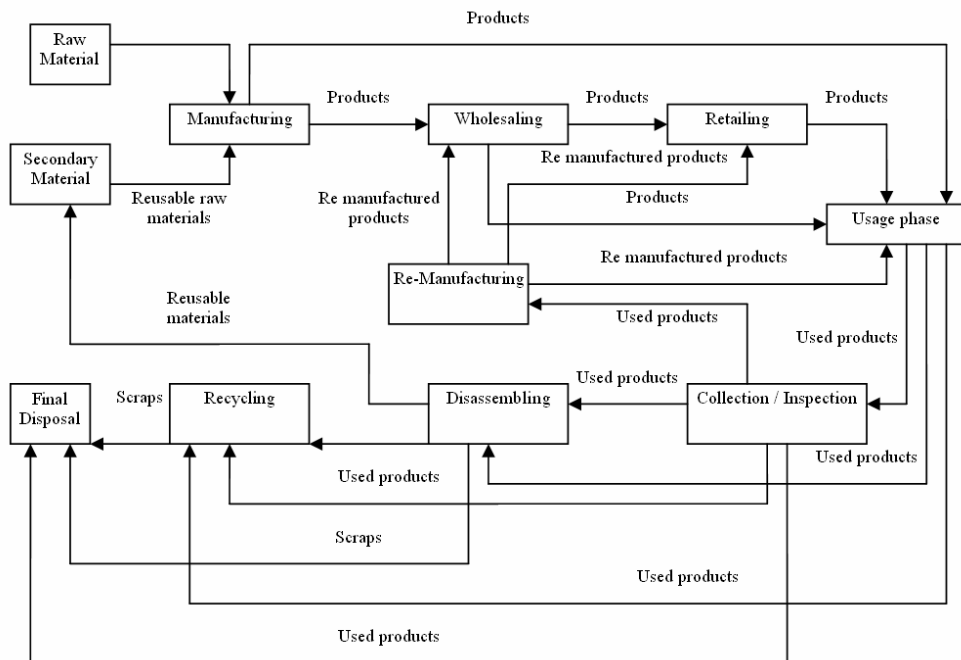 Products
Raw
Material
Products
Products
Products
Manufacturing
Wholesaling
Retailing
Secondary
Material
Re manufactured products
Reusable raw
materials
Re manufactured
products
Products
Usage phase
Re manufactured products
Re-Manufacturing
Reusable
materials
Used products
Used products
Used products
Final
Disposal
Scraps
Recycling
Disassembling
Collection / Inspection
Used products
Used products
Scraps
Used products
Used products